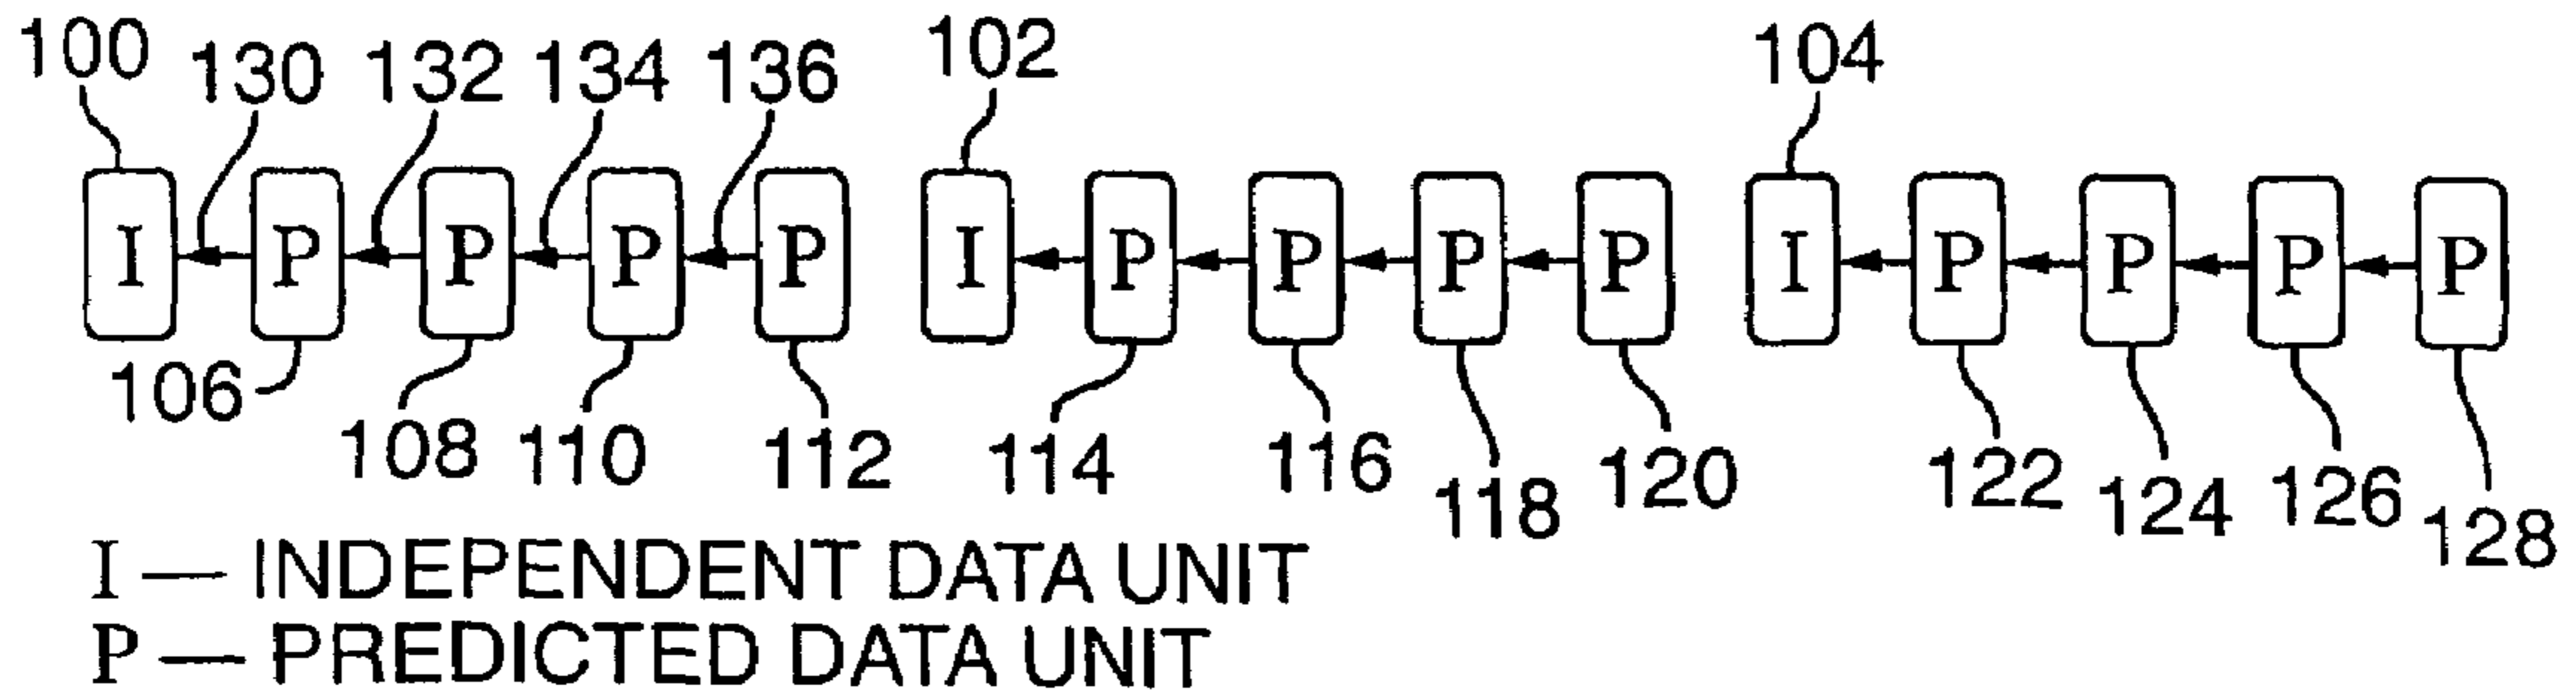 100 130 132 134 136 102 104
I P P P P I P P P P I P P P P
106 108 110 112 114 116 118 120 122 124 126 128
I — INDEPENDENT DATA UNIT
P — PREDICTED DATA UNIT